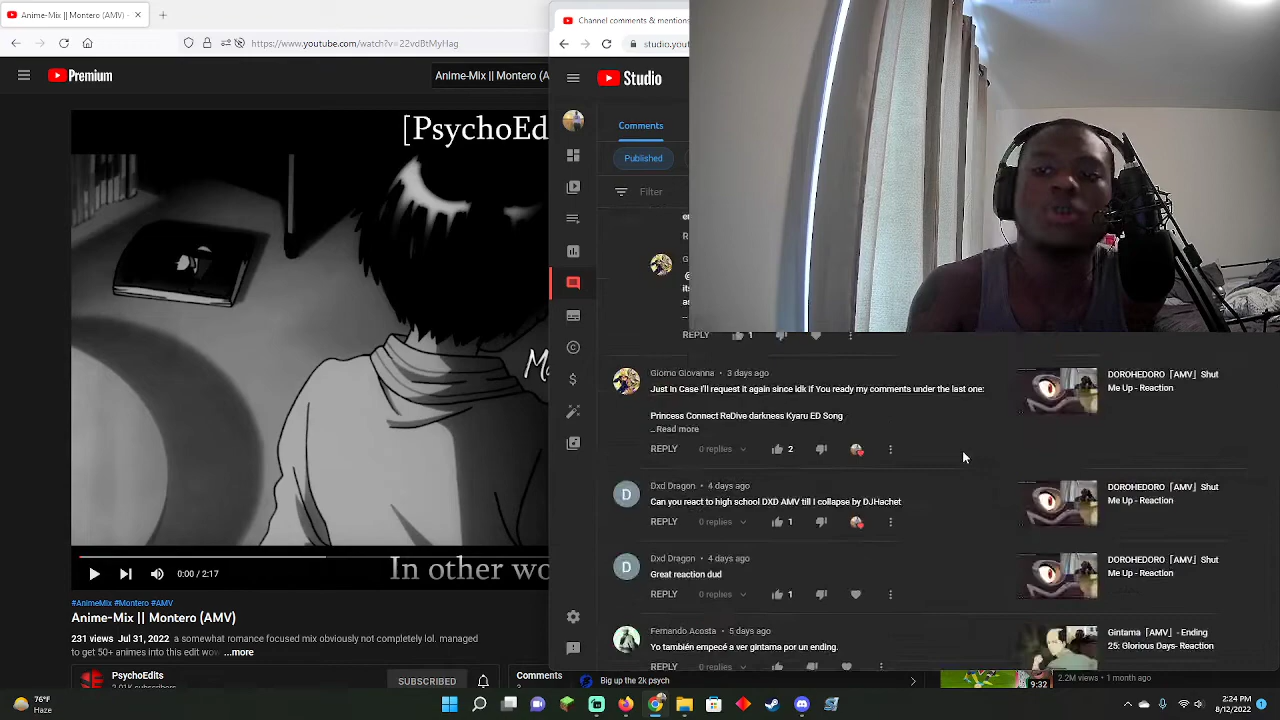 Anime-Mix || Montero (AMV) -
Channel comments & mentions
https://www.youtube.com/watch?v=22vdBtMyHag
studio.yout
Premium
Anime-Mix || Montero (A
Studio
[PsychoEd
Comments
Published
Filter
REPLY 1
Giorno Giovanna • 3 days ago
Just In Case I'll request it again since Idk If You ready my comments under the last one:
Princess Connect ReDive darkness Kyaru ED Song
...Read more
REPLY 0 replies 2
DOROHEDORO「AMV」Shut
Me Up - Reaction
Dxd Dragon • 4 days ago
Can you react to high school DXD AMV till I collapse by DJHachet
REPLY 0 replies 1
DOROHEDORO「AMV」Shut
Me Up - Reaction
Dxd Dragon • 4 days ago
Great reaction dud
REPLY 0 replies 1
DOROHEDORO「AMV」Shut
Me Up - Reaction
Fernando Acosta • 5 days ago
Yo también empecé a ver gintama por un ending.
REPLY 0 replies
Gintama「AMV」- Ending
25: Glorious Days- Reaction
In other wo
0:00 / 2:17
#AnimeMix #Montero #AMV
Anime-Mix || Montero (AMV)
231 views Jul 31, 2022 a somewhat romance focused mix obviously not completely lol. managed
to get 50+ animes into this edit wow ...more
PsychoEdits
SUBSCRIBED
Comments
Big up the 2k psych
9:32
2.2M views • 1 month ago
76°F
Haze
2:24 PM
8/12/2022